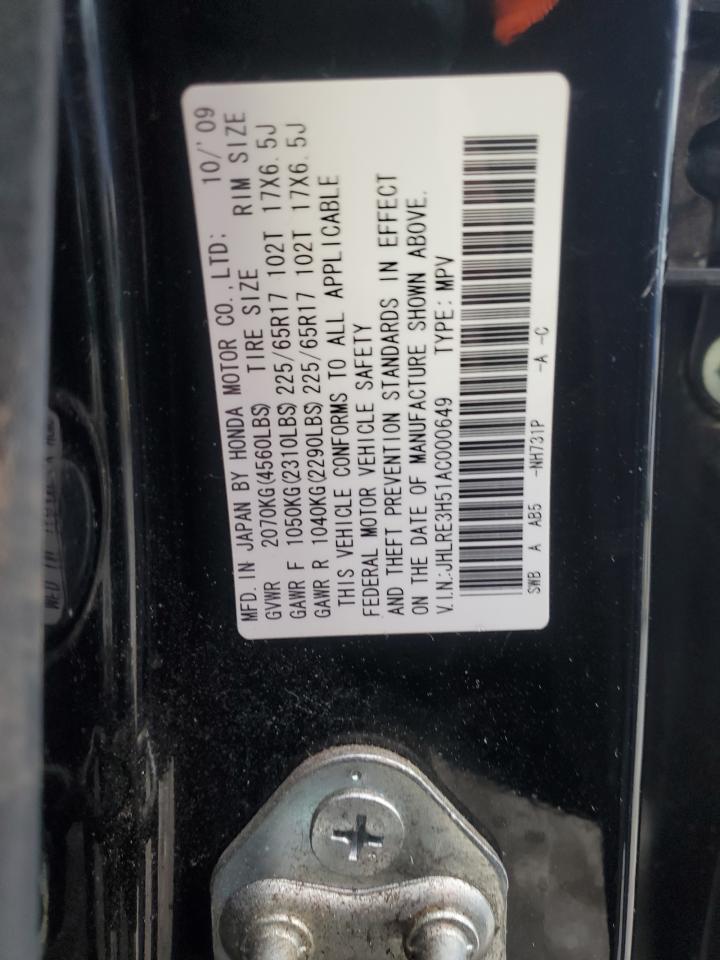 MFD. IN JAPAN BY HONDA MOTOR CO.,LTD: 10/'09
GVWR 2070KG(4560LBS) TIRE SIZE RIM SIZE
GAWR F 1050KG(2310LBS) 225/65R17 102T 17X6.5J
GAWR R 1040KG(2290LBS) 225/65R17 102T 17X6.5J
THIS VEHICLE CONFORMS TO ALL APPLICABLE
FEDERAL MOTOR VEHICLE SAFETY
AND THEFT PREVENTION STANDARDS IN EFFECT
ON THE DATE OF MANUFACTURE SHOWN ABOVE.
V.I.N.:JHLRE3H51AC000649 TYPE: MPV
SWB A AB5 -NH731P -A -C